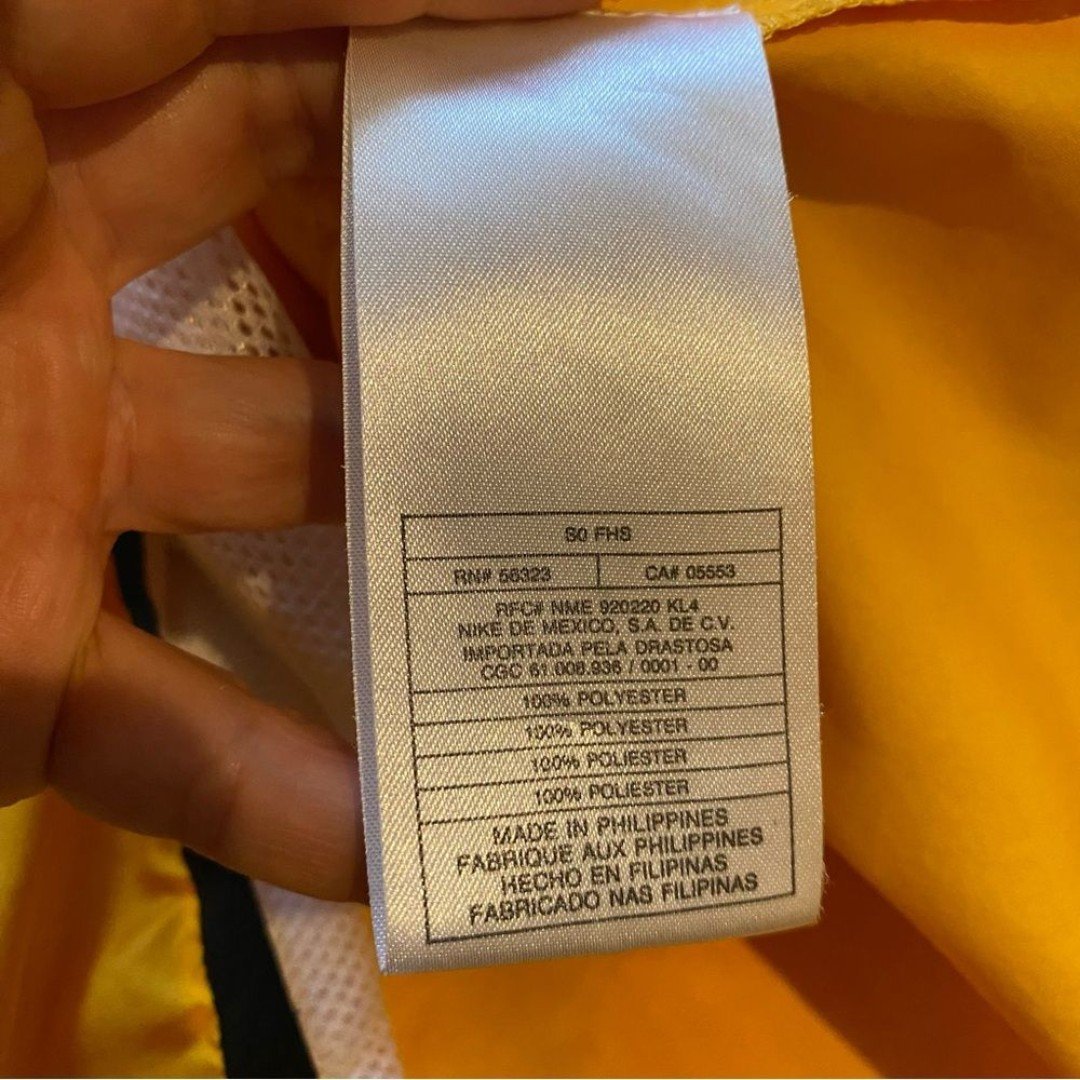 S0 FHS
RN# 56323 CA# 05553
RFC# NME 920220 KL4
NIKE DE MEXICO, S.A. DE C.V.
IMPORTADA PELA DRASTOSA
CGC 61.008.936 / 0001 - 00
100% POLYESTER
100% POLYESTER
100% POLIESTER
100% POLIESTER
MADE IN PHILIPPINES
FABRIQUE AUX PHILIPPINES
HECHO EN FILIPINAS
FABRICADO NAS FILIPINAS